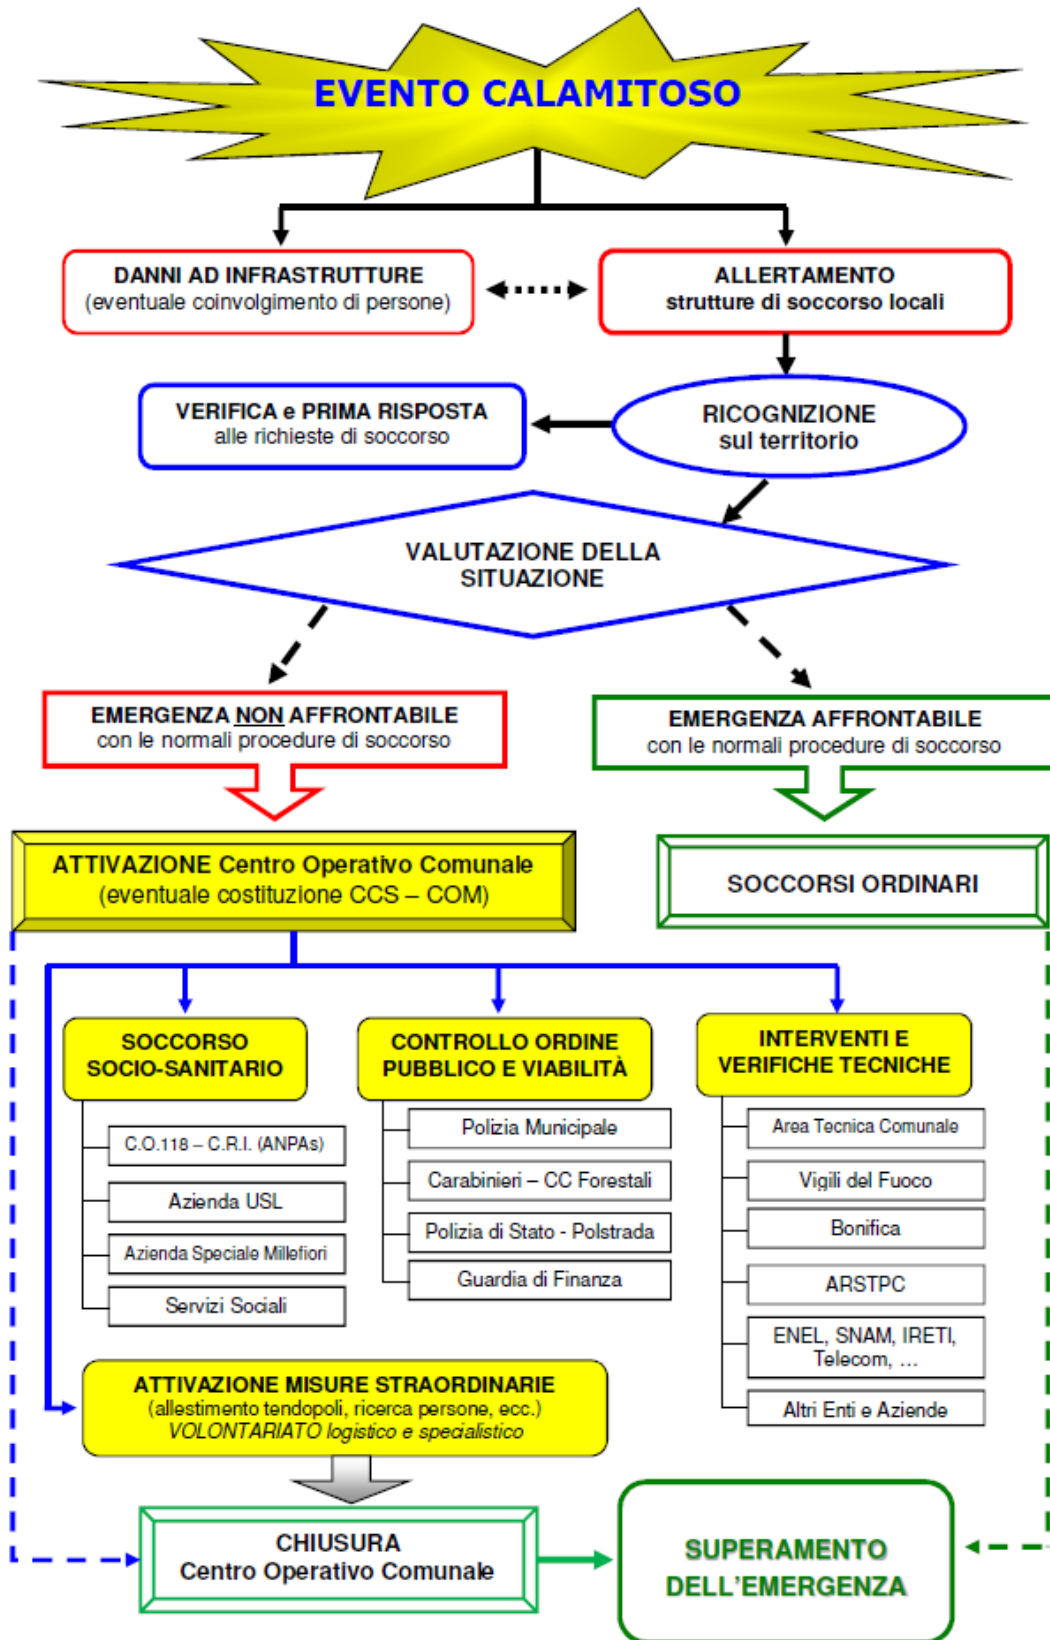 EVENTO CALAMITOSO
DANNI AD INFRASTRUTTURE
(eventuale coinvolgimento di persone)
ALLERTAMENTO
strutture di soccorso locali
VERIFICA e PRIMA RISPOSTA
alle richieste di soccorso
RICOGNIZIONE
sul territorio
VALUTAZIONE DELLA
SITUAZIONE
EMERGENZA NON AFFRONTABILE
con le normali procedure di soccorso
EMERGENZA AFFRONTABILE
con le normali procedure di soccorso
ATTIVAZIONE Centro Operativo Comunale
(eventuale costituzione CCS – COM)
SOCCORSI ORDINARI
SOCCORSO
SOCIO-SANITARIO
C.O.118 – C.R.I. (ANPAs)
Azienda USL
Azienda Speciale Millefiori
Servizi Sociali
CONTROLLO ORDINE
PUBBLICO E VIABILITÀ
Polizia Municipale
Carabinieri – CC Forestali
Polizia di Stato - Polstrada
Guardia di Finanza
INTERVENTI E
VERIFICHE TECNICHE
Area Tecnica Comunale
Vigili del Fuoco
Bonifica
ARSTPC
ENEL, SNAM, IRETI,
Telecom, …
Altri Enti e Aziende
ATTIVAZIONE MISURE STRAORDINARIE
(allestimento tendopoli, ricerca persone, ecc.)
VOLONTARIATO logistico e specialistico
CHIUSURA
Centro Operativo Comunale
SUPERAMENTO
DELL'EMERGENZA